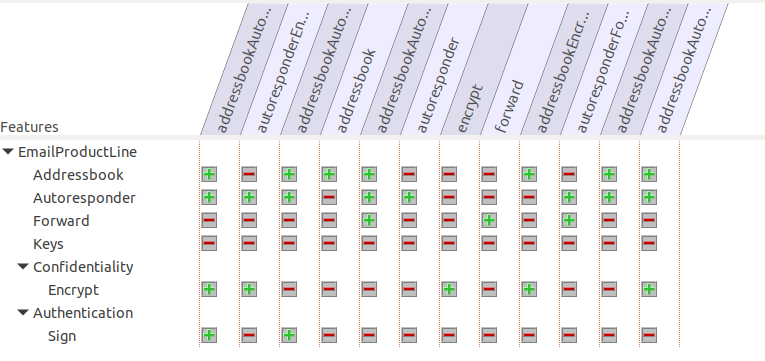 addressbookAuto...
autoresponderEn...
addressbookAuto...
addressbook
addressbookAuto...
autoresponder
encrypt
forward
addressbookEncr...
autoresponderFo...
addressbookAuto...
addressbookAuto...
Features
EmailProductLine
Addressbook
Autoresponder
Forward
Keys
Confidentiality
Encrypt
Authentication
Sign